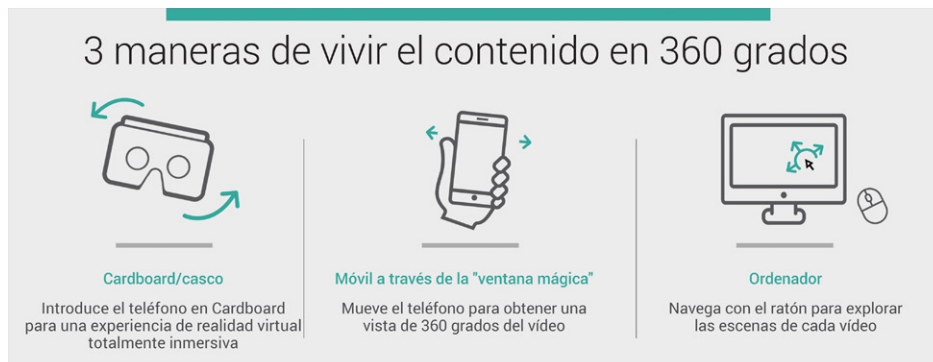 3 maneras de vivir el contenido en 360 grados
Cardboard/casco
Introduce el teléfono en Cardboard
para una experiencia de realidad virtual
totalmente inmersiva
Móvil a través de la "ventana mágica"
Mueve el teléfono para obtener una
vista de 360 grados del vídeo
Ordenador
Navega con el ratón para explorar
las escenas de cada vídeo